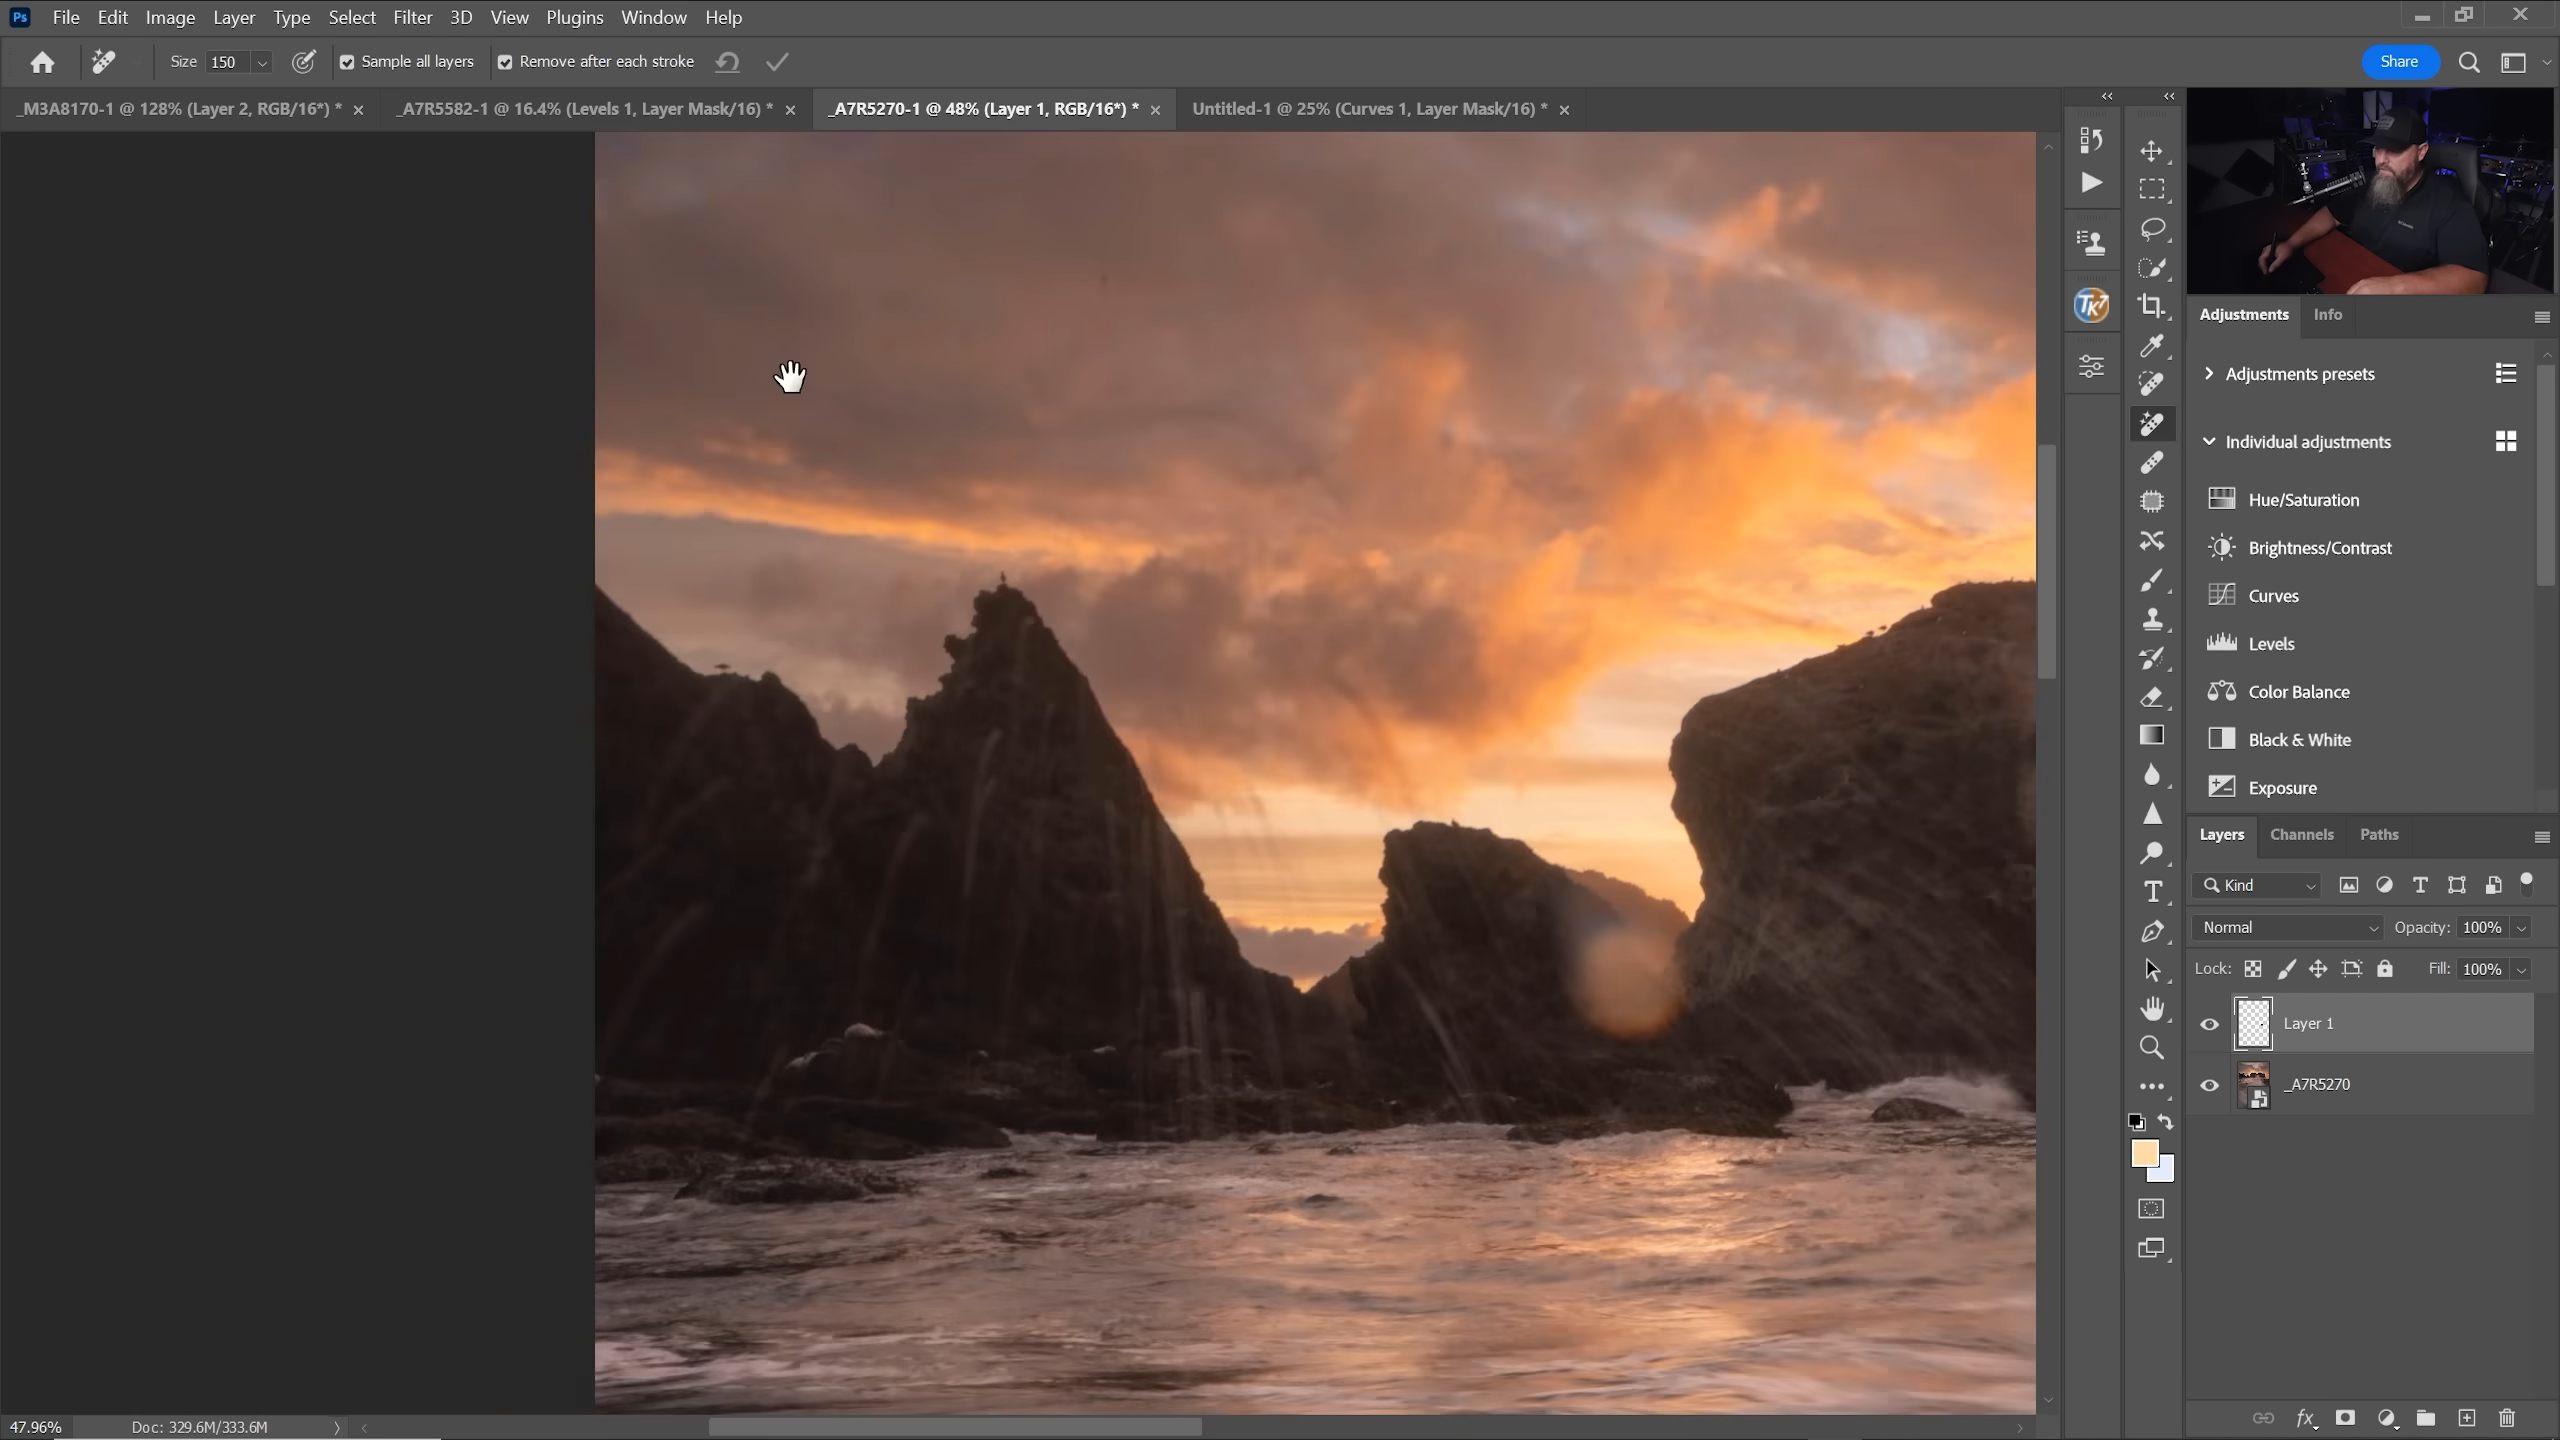 Ps File Edit Image Layer Type Select Filter 3D View Plugins Window Help
Size 150 Sample all layers Remove after each stroke Share
_M3A8170-1 @ 128% (Layer 2, RGB/16*) * × _A7R5582-1 @ 16.4% (Levels 1, Layer Mask/16) * × _A7R5270-1 @ 48% (Layer 1, RGB/16*) * × Untitled-1 @ 25% (Curves 1, Layer Mask/16) * ×
TK7
Adjustments Info
Adjustments presets
Individual adjustments
Hue/Saturation
Brightness/Contrast
Curves
Levels
Color Balance
Black & White
Exposure
Layers Channels Paths
Kind
Normal Opacity: 100%
Lock: Fill: 100%
Layer 1
_A7R5270
fx
47.96% Doc: 329.6M/333.6M